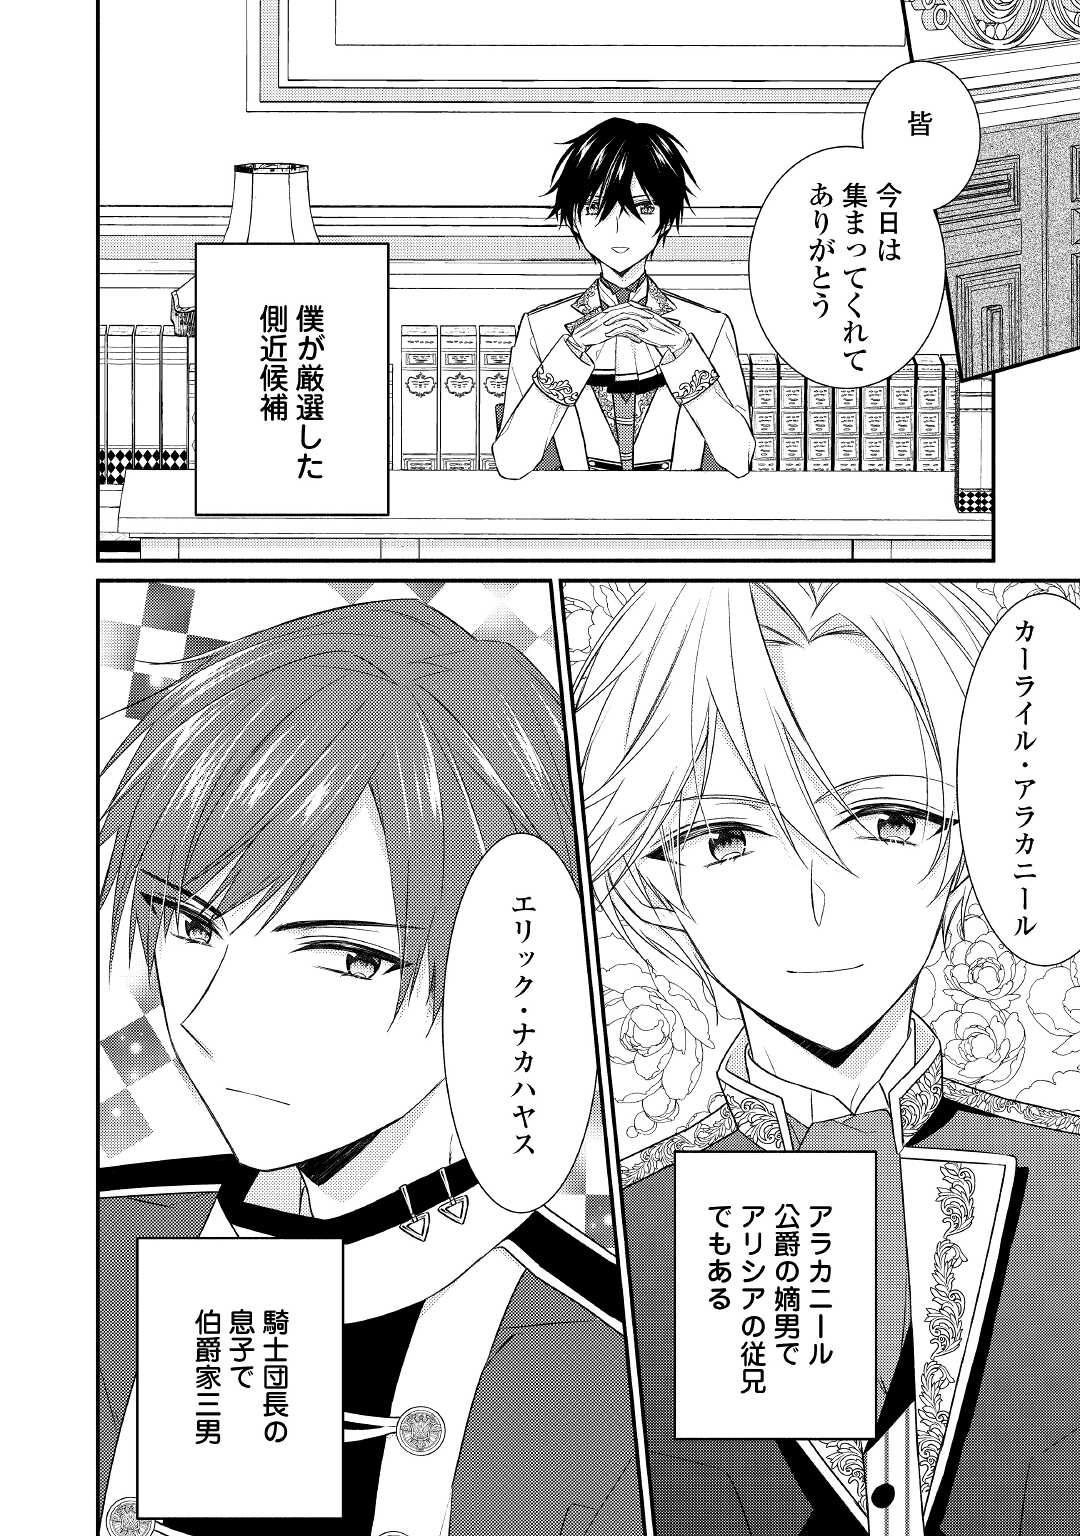 皆
今日は
集まってくれて
ありがとう
僕が厳選した
側近候補
カーライル・アラカニール
アラカニール
公爵の嫡男で
アリシアの従兄
でもある
エリック・ナカハヤス
騎士団長の
息子で
伯爵家三男